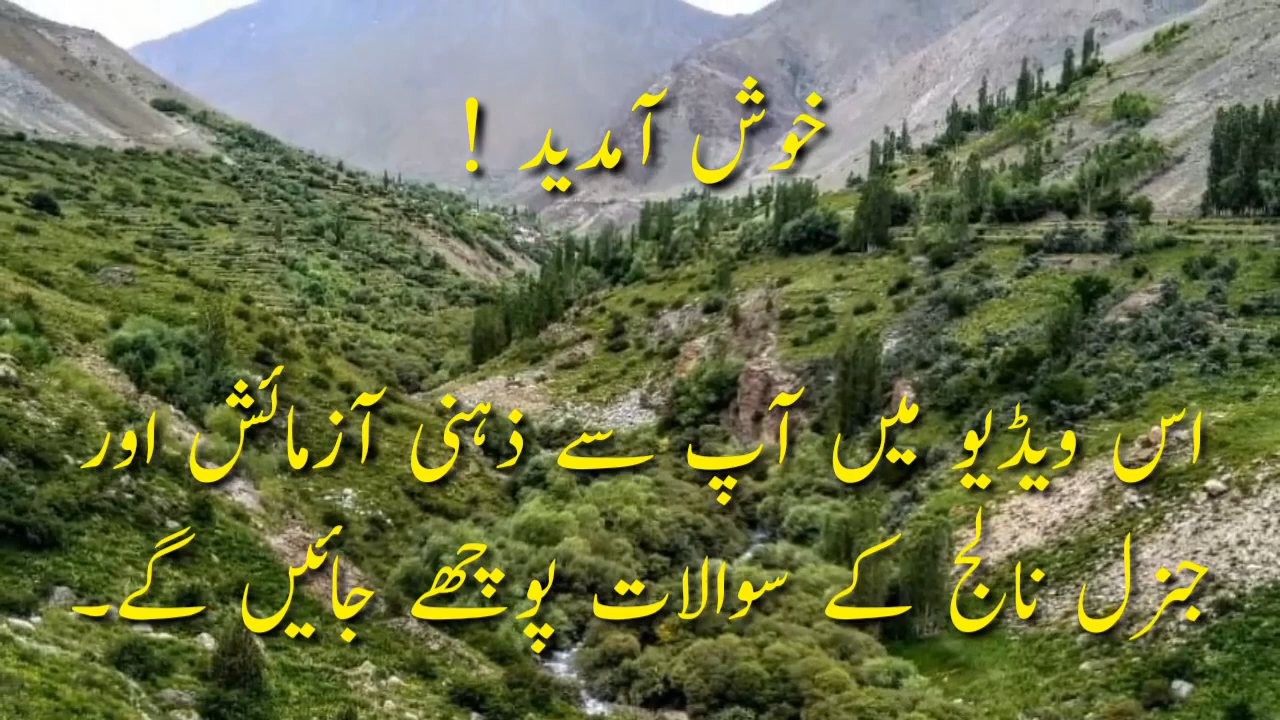 خوش آمدید !
اس ویڈیو میں آپ سے ذہنی آزمائش اور
جنرل نالج کے سوالات پوچھے جائیں گے۔